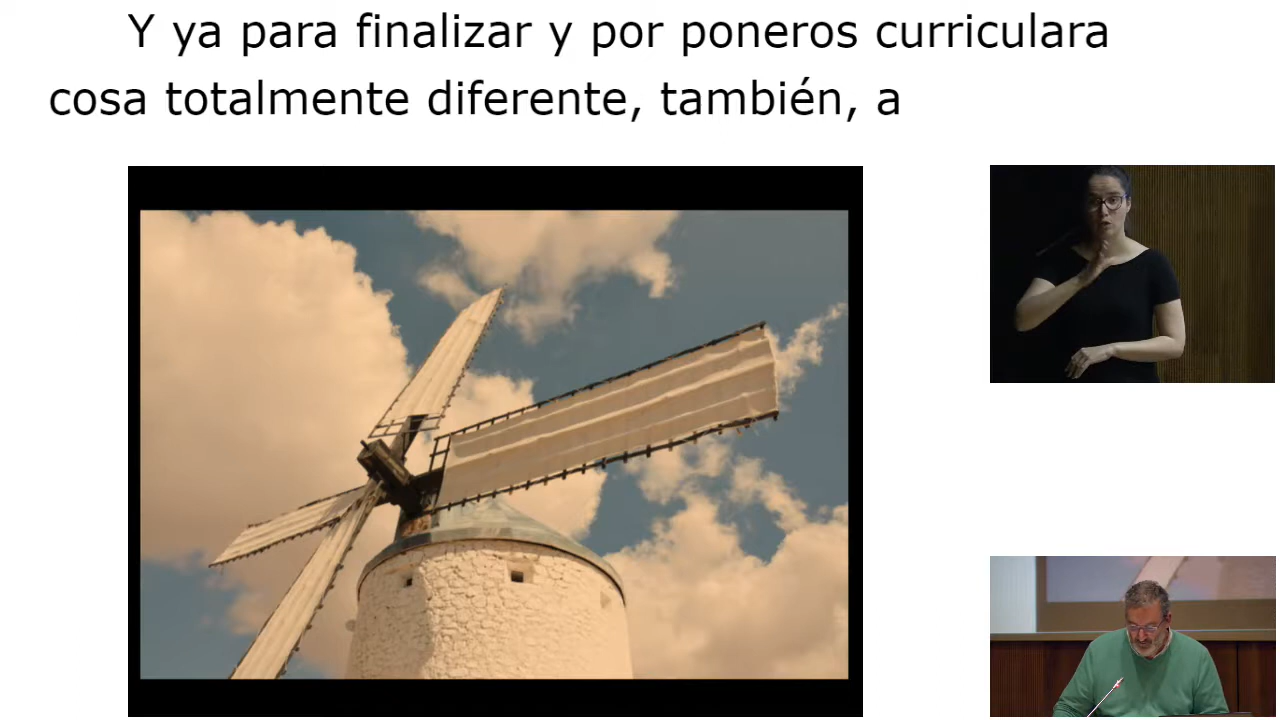 Y ya para finalizar y por poneros curriculara
cosa totalmente diferente, también, a